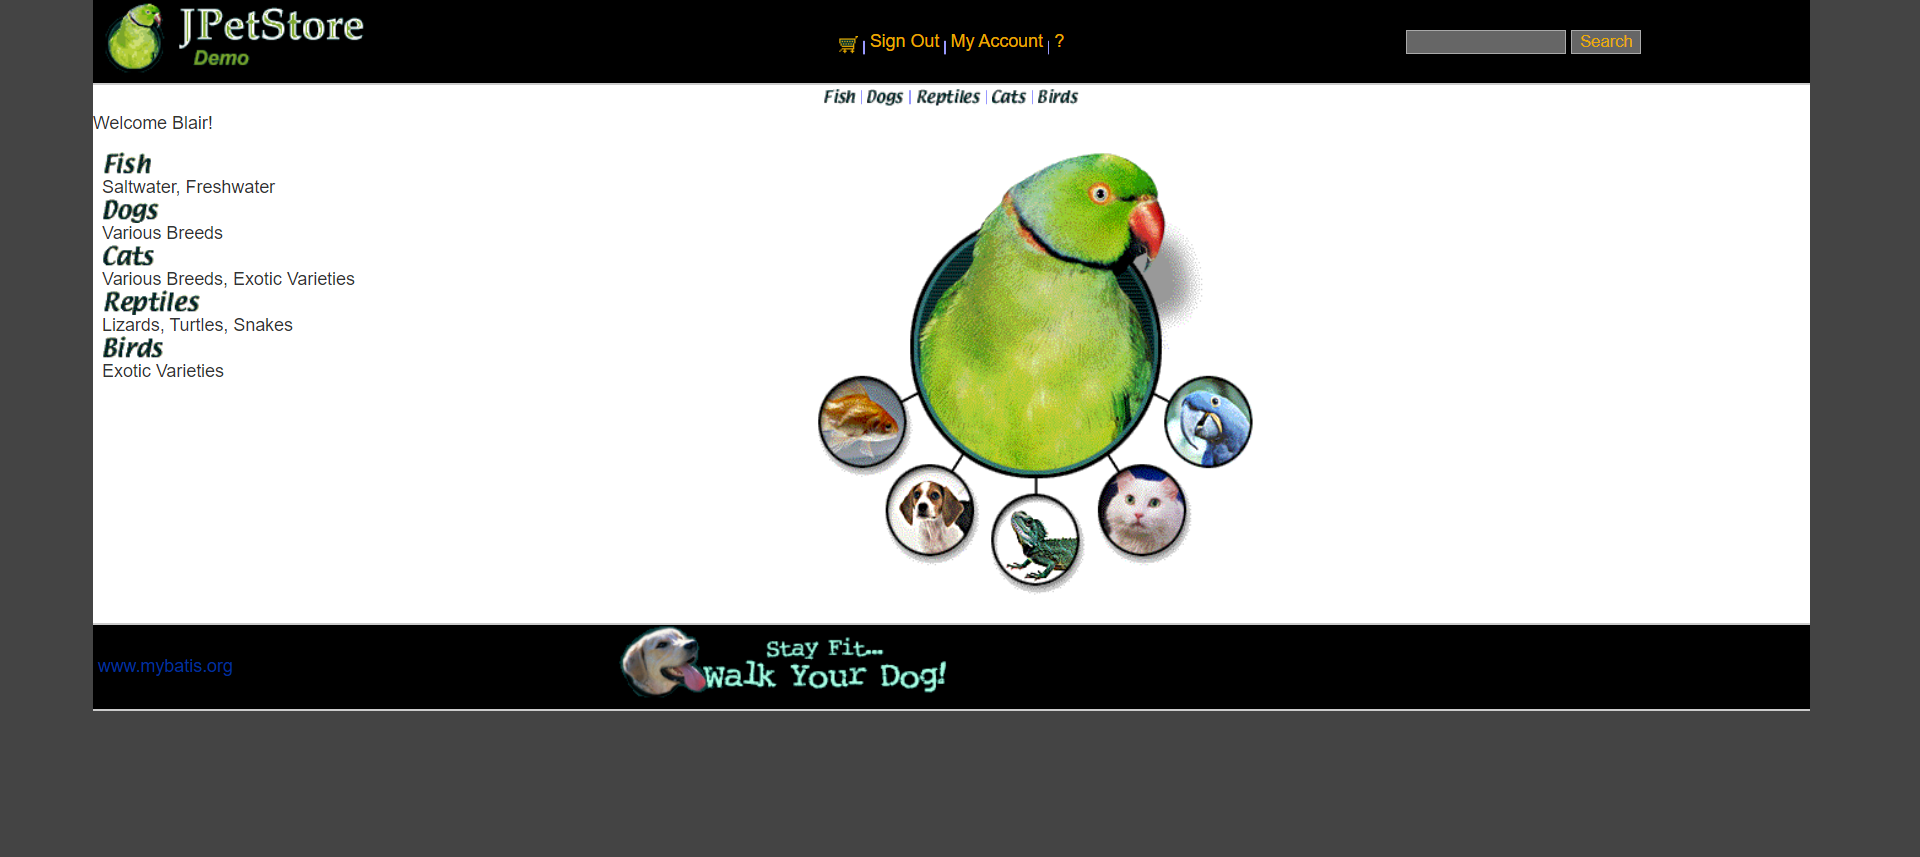 JPetStore
Demo
Sign Out | My Account | ?
Search
Fish | Dogs | Reptiles | Cats | Birds
Welcome Blair!
Fish
Saltwater, Freshwater
Dogs
Various Breeds
Cats
Various Breeds, Exotic Varieties
Reptiles
Lizards, Turtles, Snakes
Birds
Exotic Varieties
www.mybatis.org
Stay Fit...
Walk Your Dog!